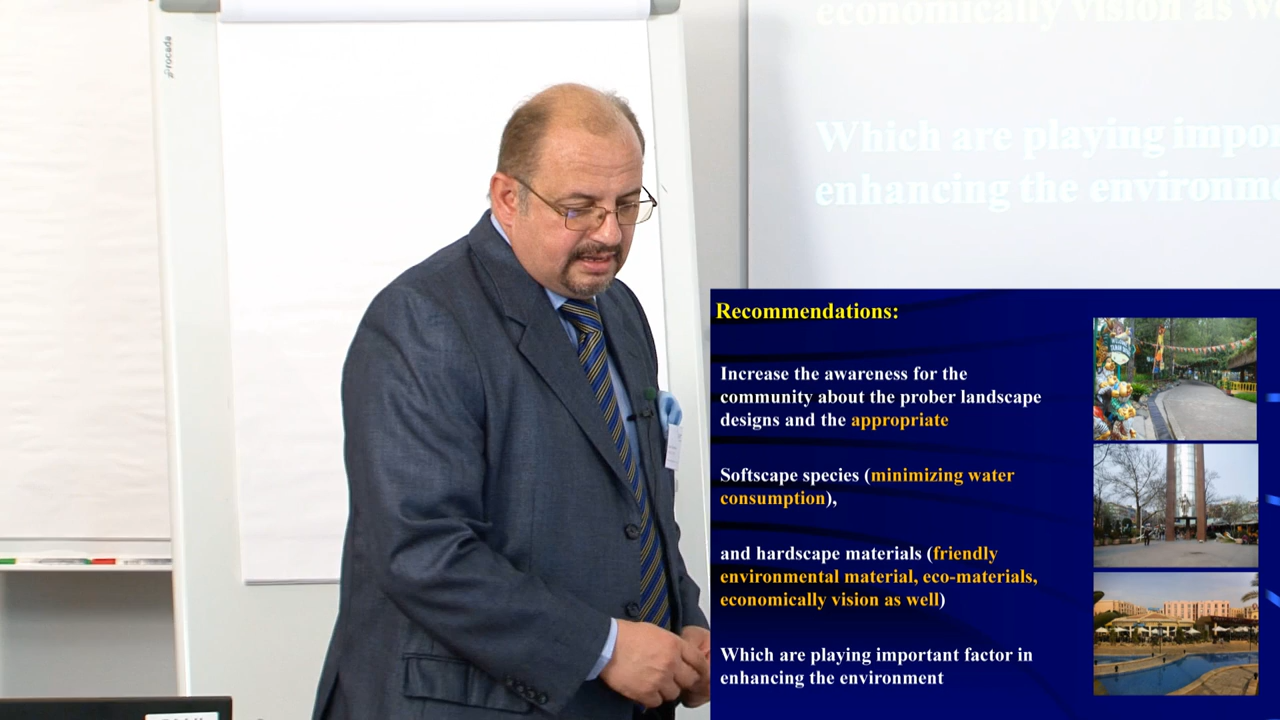 rocada
economically vision as w
Which are playing impor
enhancing the environme
Recommendations:
Increase the awareness for the
community about the prober landscape
designs and the appropriate
Softscape species (minimizing water
consumption),
and hardscape materials (friendly
environmental material, eco-materials,
economically vision as well)
Which are playing important factor in
enhancing the environment